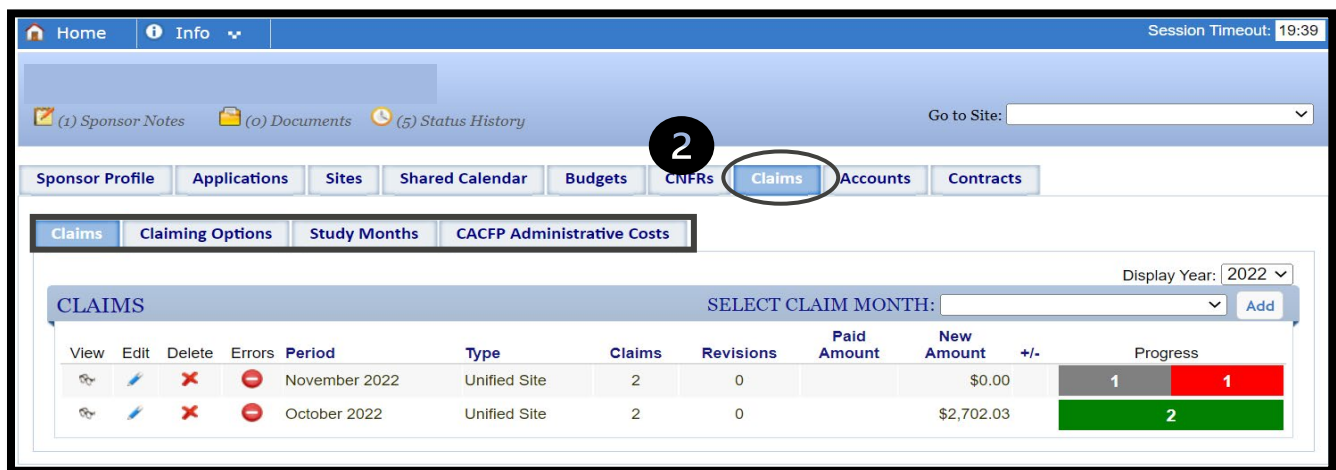 Home Info Session Timeout: 19:39
(1) Sponsor Notes (0) Documents (5) Status History Go to Site:
2
Sponsor Profile Applications Sites Shared Calendar Budgets CNFRs Claims Accounts Contracts
Claims Claiming Options Study Months CACFP Administrative Costs
Display Year: 2022
CLAIMS SELECT CLAIM MONTH: Add
View Edit Delete Errors Period Type Claims Revisions Paid Amount New Amount +/- Progress
November 2022 Unified Site 2 0 $0.00 1 1
October 2022 Unified Site 2 0 $2,702.03 2